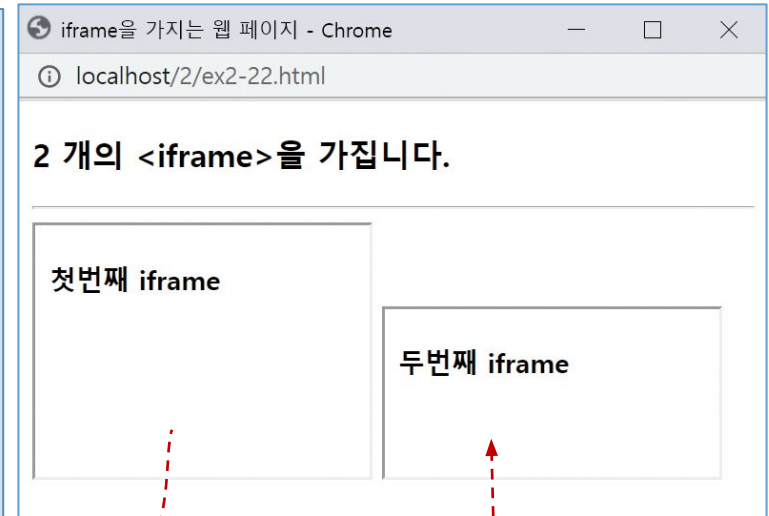 iframe을 가지는 웹 페이지 - Chrome
localhost/2/ex2-22.html
2 개의 <iframe>을 가집니다.
첫번째 iframe
두번째 iframe